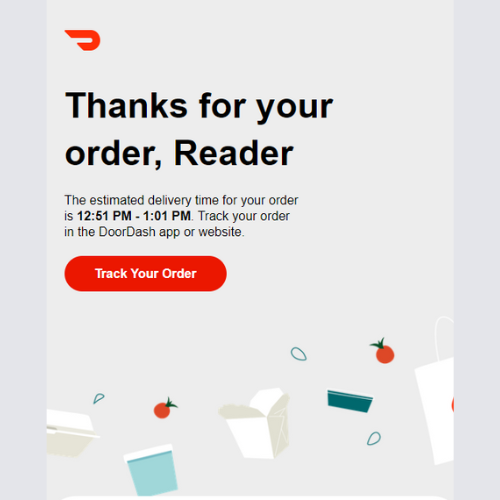 Thanks for your
order, Reader
The estimated delivery time for your order
is 12:51 PM - 1:01 PM. Track your order
in the DoorDash app or website.
Track Your Order